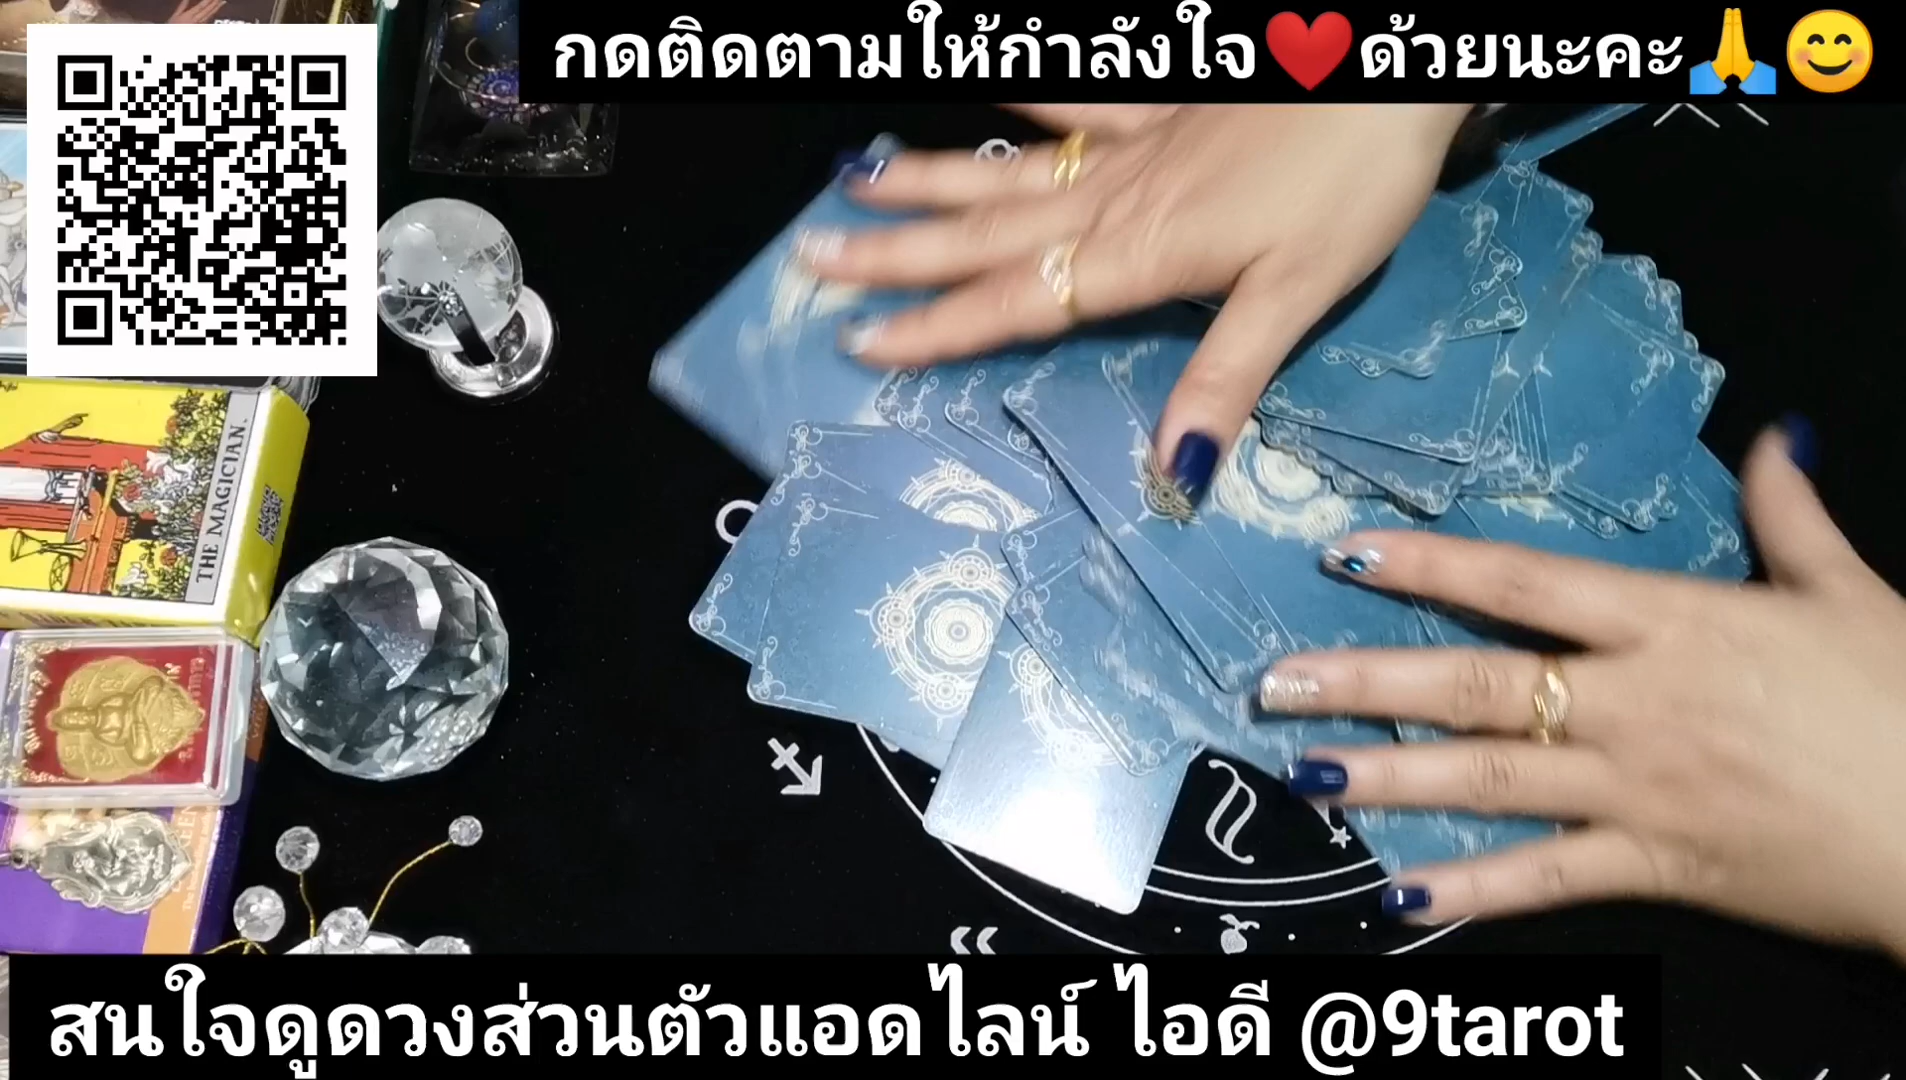 กดติดตามให้กำลังใจ❤️ด้วยนะคะ🙏😊
THE MAGICIAN.
สนใจดูดวงส่วนตัวแอดไลน์ ไอดี @9tarot